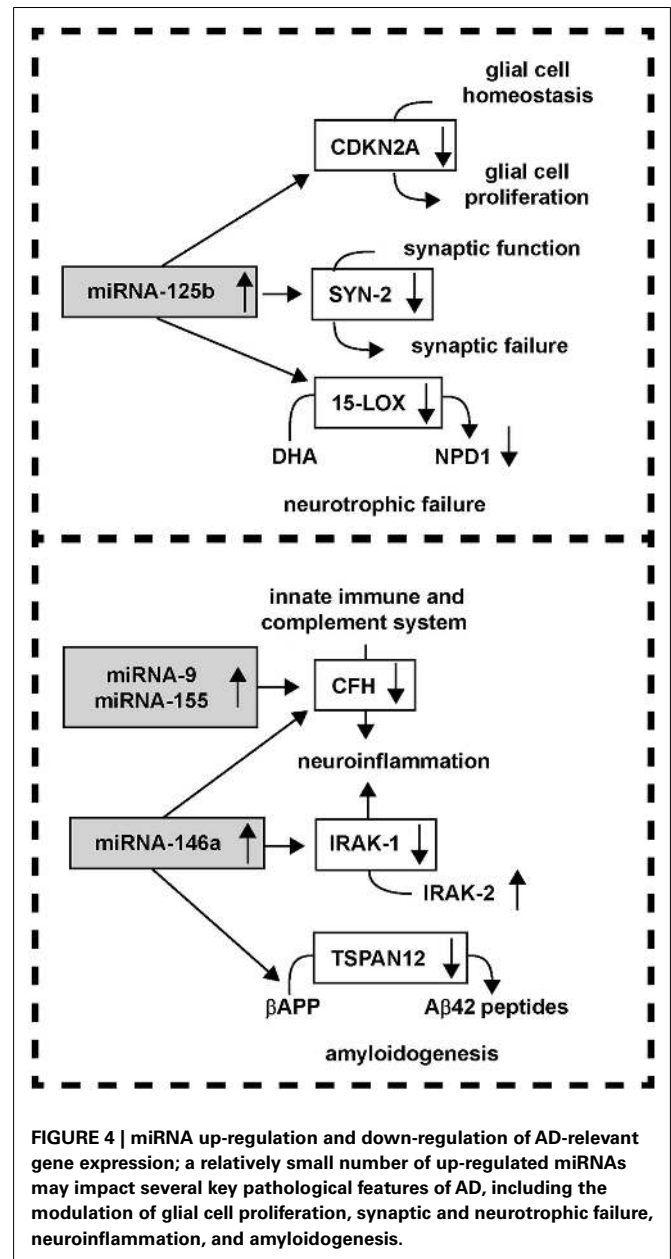 glial cell
homeostasis
CDKN2A
glial cell
proliferation
synaptic function
miRNA-125b
SYN-2
synaptic failure
15-LOX
DHA
NPD1
neurotrophic failure
innate immune and
complement system
miRNA-9
miRNA-155
CFH
neuroinflammation
miRNA-146a
IRAK-1
IRAK-2
TSPAN12
βAPP
Aβ42 peptides
amyloidogenesis
FIGURE 4 | miRNA up-regulation and down-regulation of AD-relevant
gene expression; a relatively small number of up-regulated miRNAs
may impact several key pathological features of AD, including the
modulation of glial cell proliferation, synaptic and neurotrophic failure,
neuroinflammation, and amyloidogenesis.